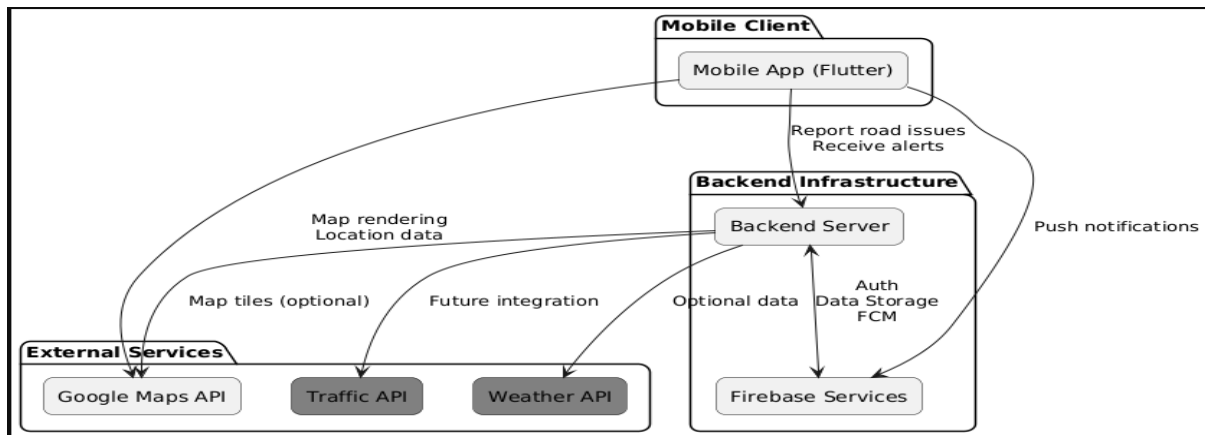 Mobile Client
Mobile App (Flutter)
Report road issues
Receive alerts
Backend Infrastructure
Map rendering
Location data
Backend Server
Push notifications
Map tiles (optional)
Future integration
Optional data
Auth
Data Storage
FCM
External Services
Google Maps API
Traffic API
Weather API
Firebase Services